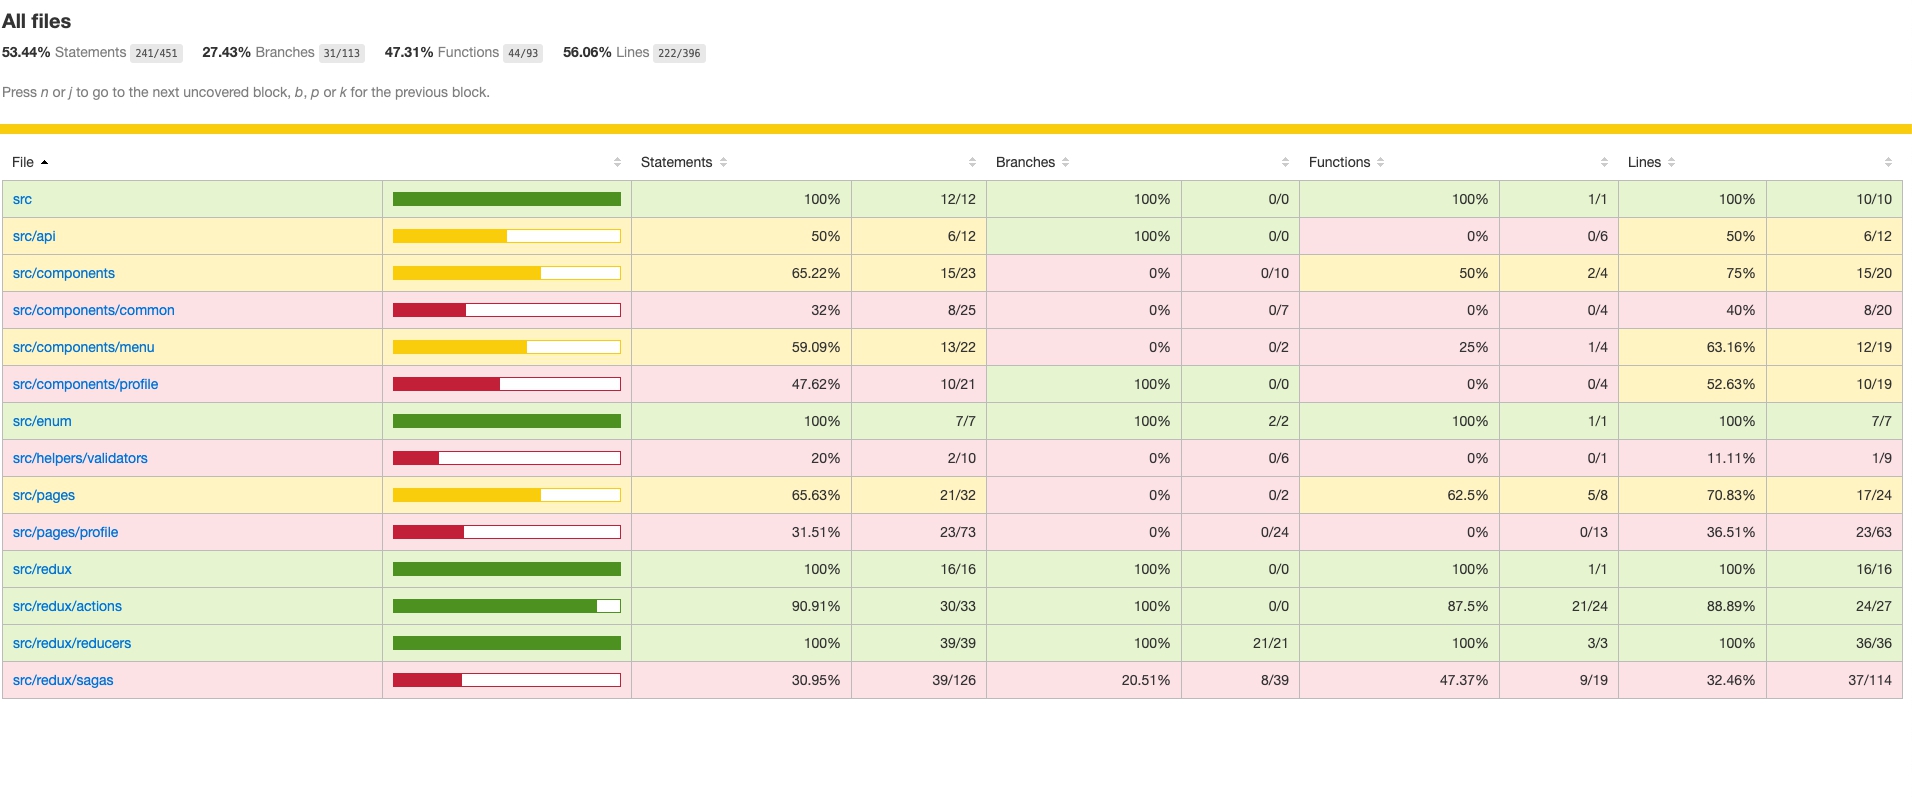 All files
53.44% Statements 241/451 27.43% Branches 31/113 47.31% Functions 44/93 56.06% Lines 222/396
Press n or j to go to the next uncovered block, b, p or k for the previous block.
File Statements Branches Functions Lines
src 100% 12/12 100% 0/0 100% 1/1 100% 10/10
src/api 50% 6/12 100% 0/0 0% 0/6 50% 6/12
src/components 65.22% 15/23 0% 0/10 50% 2/4 75% 15/20
src/components/common 32% 8/25 0% 0/7 0% 0/4 40% 8/20
src/components/menu 59.09% 13/22 0% 0/2 25% 1/4 63.16% 12/19
src/components/profile 47.62% 10/21 100% 0/0 0% 0/4 52.63% 10/19
src/enum 100% 7/7 100% 2/2 100% 1/1 100% 7/7
src/helpers/validators 20% 2/10 0% 0/6 0% 0/1 11.11% 1/9
src/pages 65.63% 21/32 0% 0/2 62.5% 5/8 70.83% 17/24
src/pages/profile 31.51% 23/73 0% 0/24 0% 0/13 36.51% 23/63
src/redux 100% 16/16 100% 0/0 100% 1/1 100% 16/16
src/redux/actions 90.91% 30/33 100% 0/0 87.5% 21/24 88.89% 24/27
src/redux/reducers 100% 39/39 100% 21/21 100% 3/3 100% 36/36
src/redux/sagas 30.95% 39/126 20.51% 8/39 47.37% 9/19 32.46% 37/114